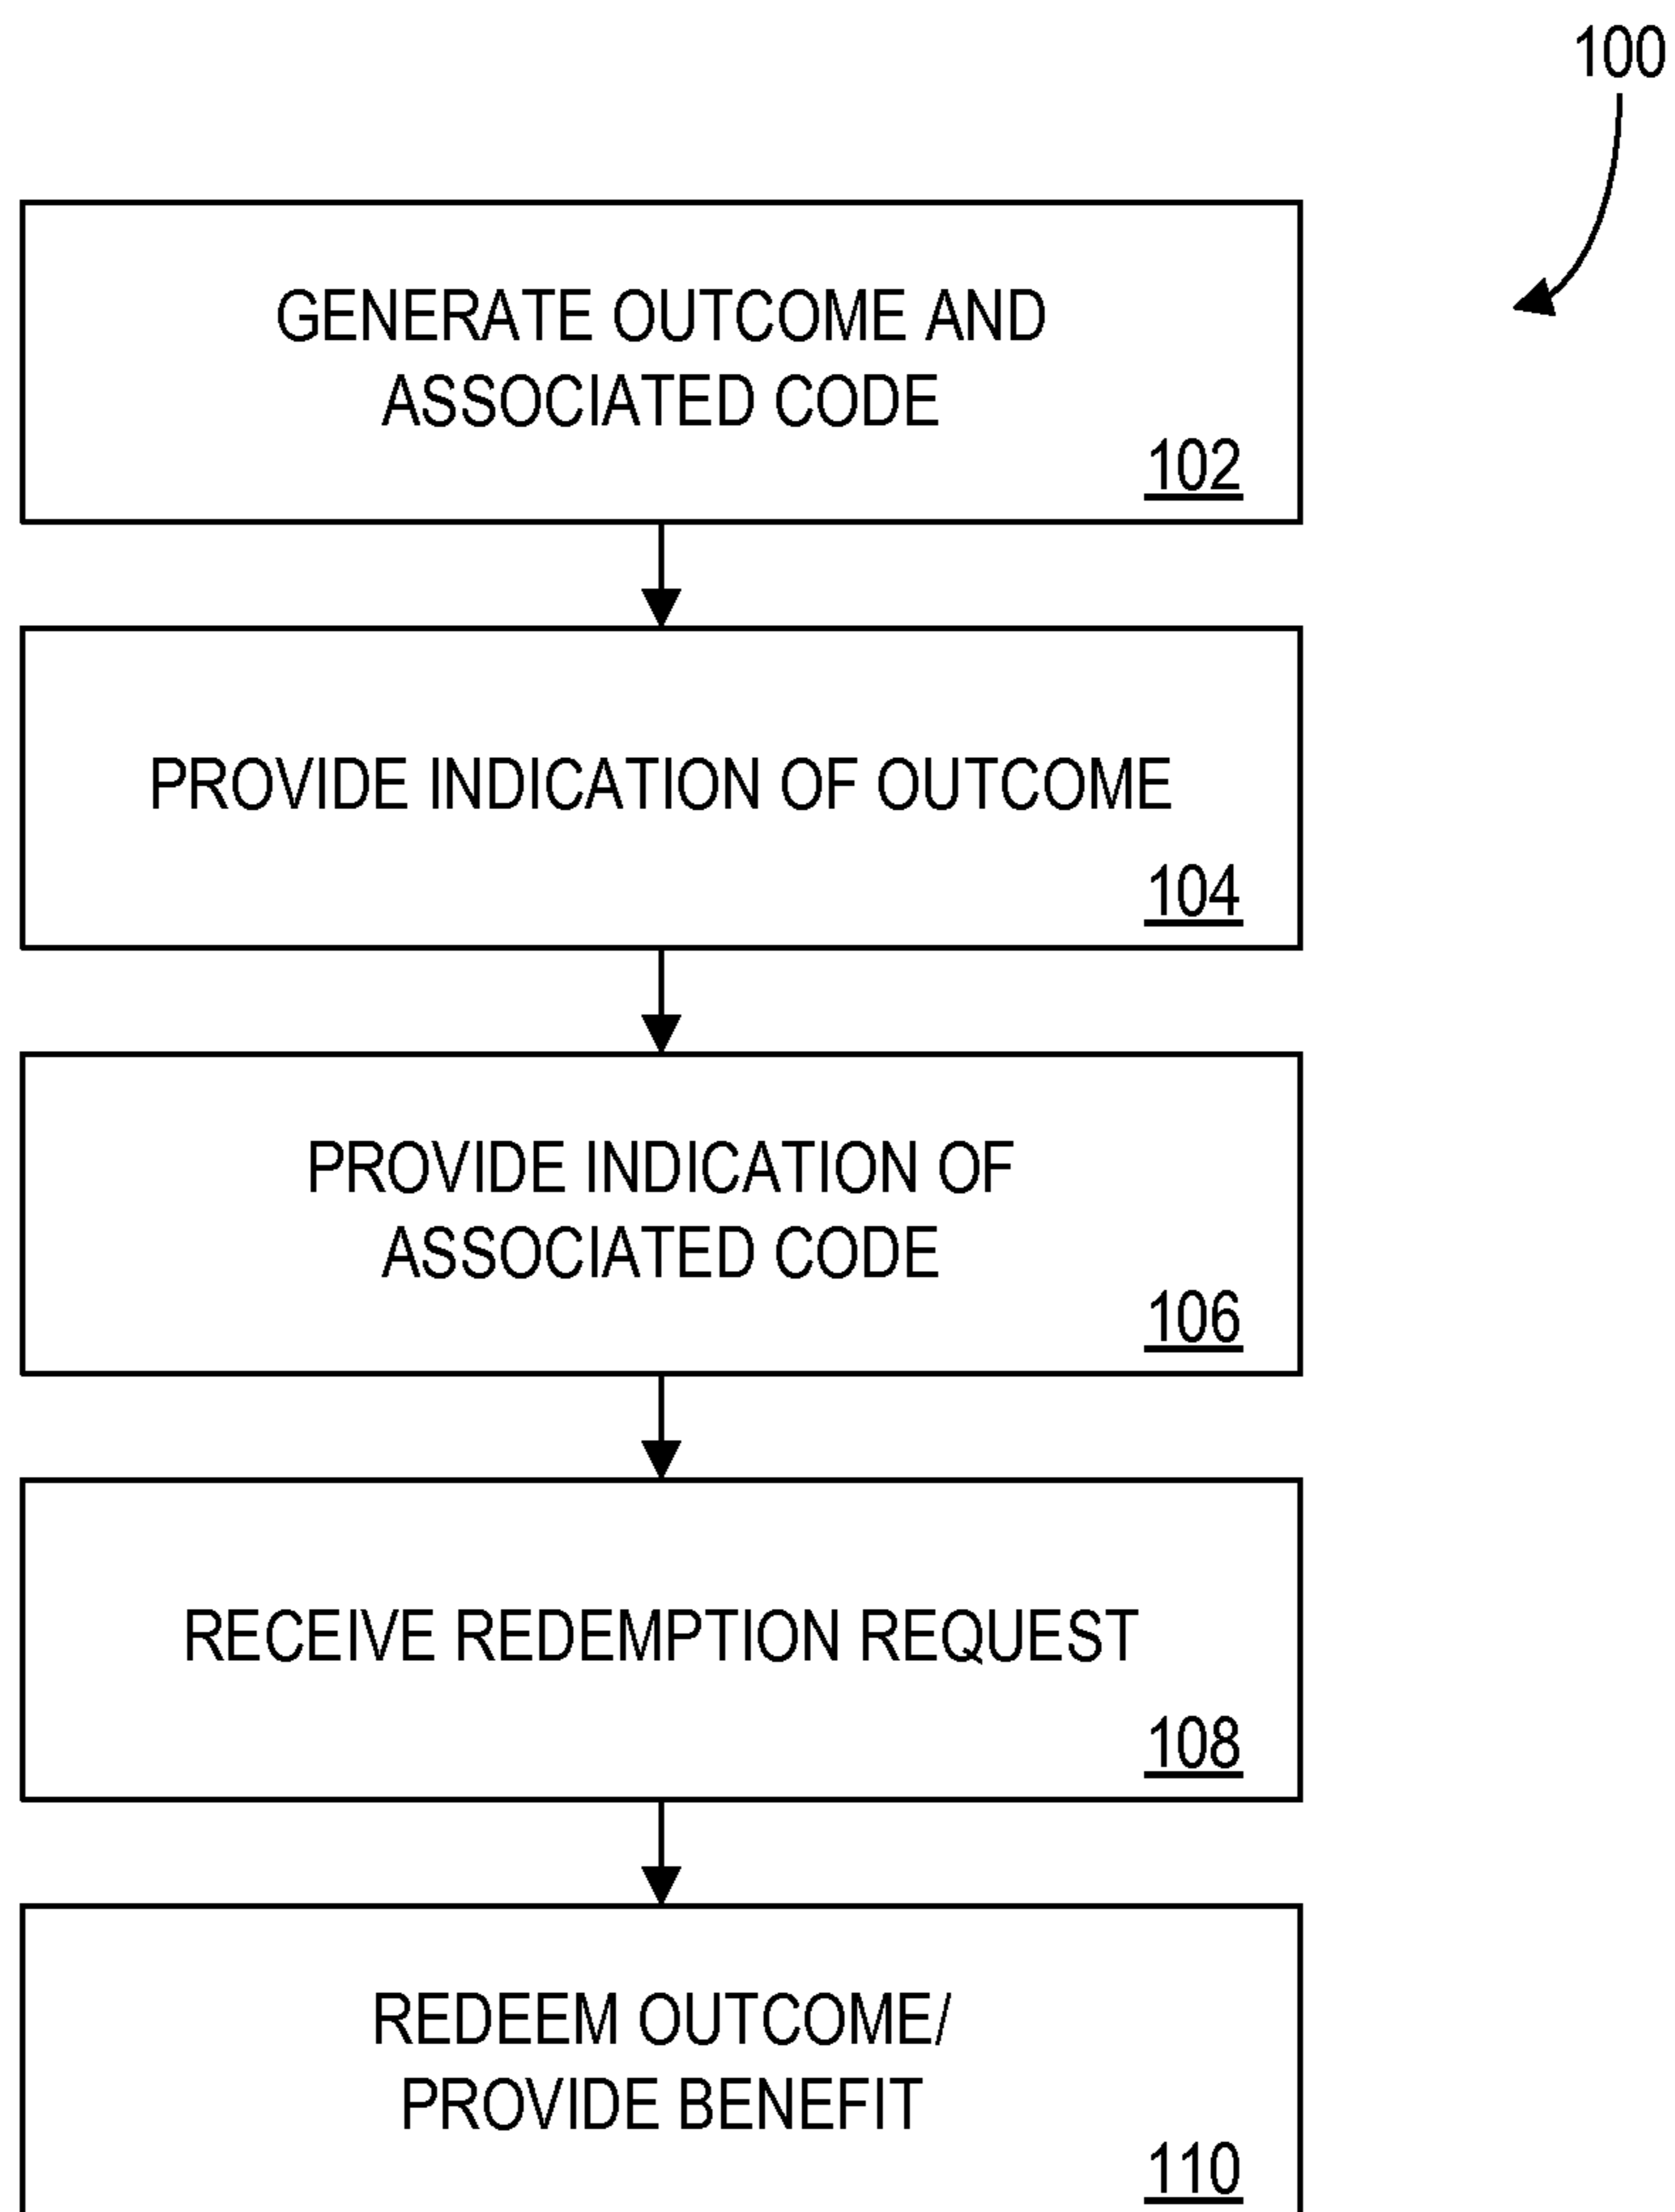 100
GENERATE OUTCOME AND
ASSOCIATED CODE
102
PROVIDE INDICATION OF OUTCOME
104
PROVIDE INDICATION OF
ASSOCIATED CODE
106
RECEIVE REDEMPTION REQUEST
108
REDEEM OUTCOME/
PROVIDE BENEFIT
110